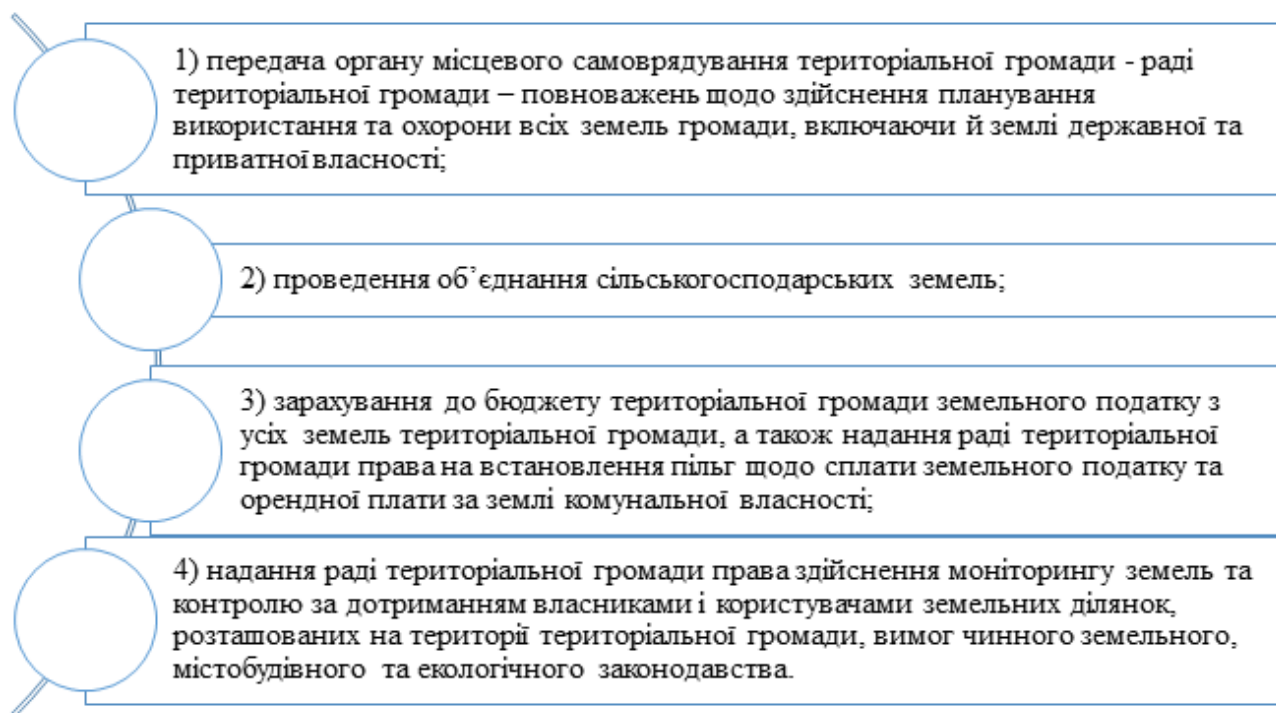 1) передача органу місцевого самоврядування територіальної громади - раді
територіальної громади – повноважень щодо здійснення планування
використання та охорони всіх земель громади, включаючи й землі державної та
приватної власності;
2) проведення об’єднання сільськогосподарських земель;
3) зарахування до бюджету територіальної громади земельного податку з
усіх земель територіальної громади, а також надання раді територіальної
громади права на встановлення пільг щодо сплати земельного податку та
орендної плати за землі комунальної власності;
4) надання раді територіальної громади права здійснення моніторингу земель та
контролю за дотриманням власниками і користувачами земельних ділянок,
розташованих на території територіальної громади, вимог чинного земельного,
містобудівного та екологічного законодавства.